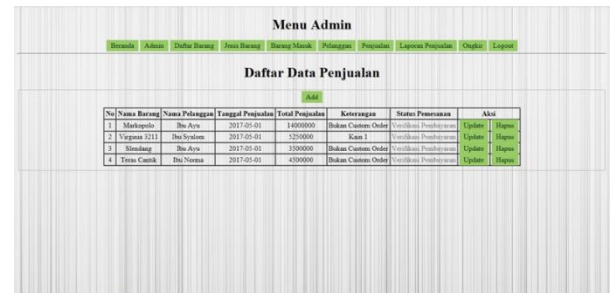 Menu Admin
Beranda Admin Daftar Barang Jenis Barang Barang Masuk Pelanggan Penjualan Laporan Penjualan Ongkir Logout
Daftar Data Penjualan
Add
No Nama Barang Nama Pelanggan Tanggal Penjualan Total Penjualan Keterangan Status Pemesanan Aksi
1 Markopolo Ibu Ayu 2017-05-01 14000000 Bukan Custom Order Verifikasi Pembayaran Update Hapus
2 Virginia 3211 Ibu Syalom 2017-05-01 5250000 Kain 1 Verifikasi Pembayaran Update Hapus
3 Slendang Ibu Ayu 2017-05-01 3500000 Bukan Custom Order Verifikasi Pembayaran Update Hapus
4 Teras Cantik Ibu Norma 2017-05-01 4500000 Bukan Custom Order Verifikasi Pembayaran Update Hapus